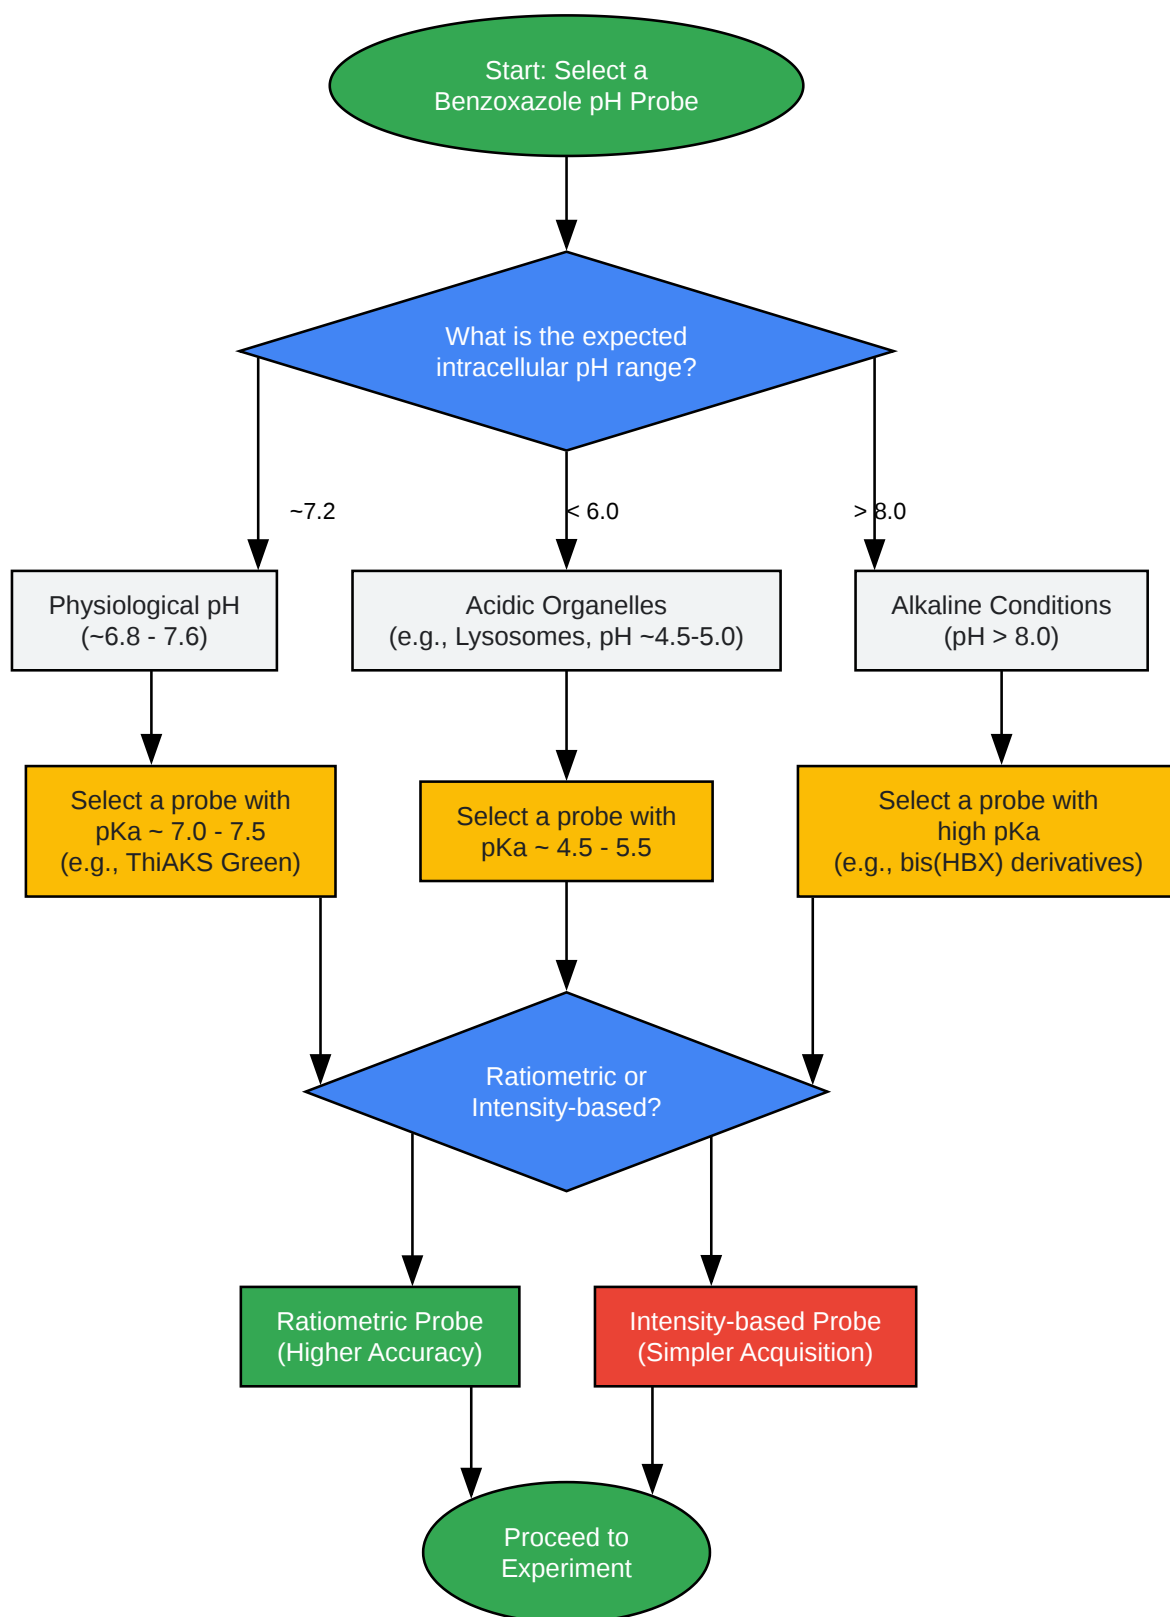 Start: Select a
Benzoxazole pH Probe
What is the expected
intracellular pH range?
~7.2
< 6.0
> 8.0
Physiological pH
(~6.8 - 7.6)
Acidic Organelles
(e.g., Lysosomes, pH ~4.5-5.0)
Alkaline Conditions
(pH > 8.0)
Select a probe with
pKa ~ 7.0 - 7.5
(e.g., ThiAKS Green)
Select a probe with
pKa ~ 4.5 - 5.5
Select a probe with
high pKa
(e.g., bis(HBX) derivatives)
Ratiometric or
Intensity-based?
Ratiometric Probe
(Higher Accuracy)
Intensity-based Probe
(Simpler Acquisition)
Proceed to
Experiment